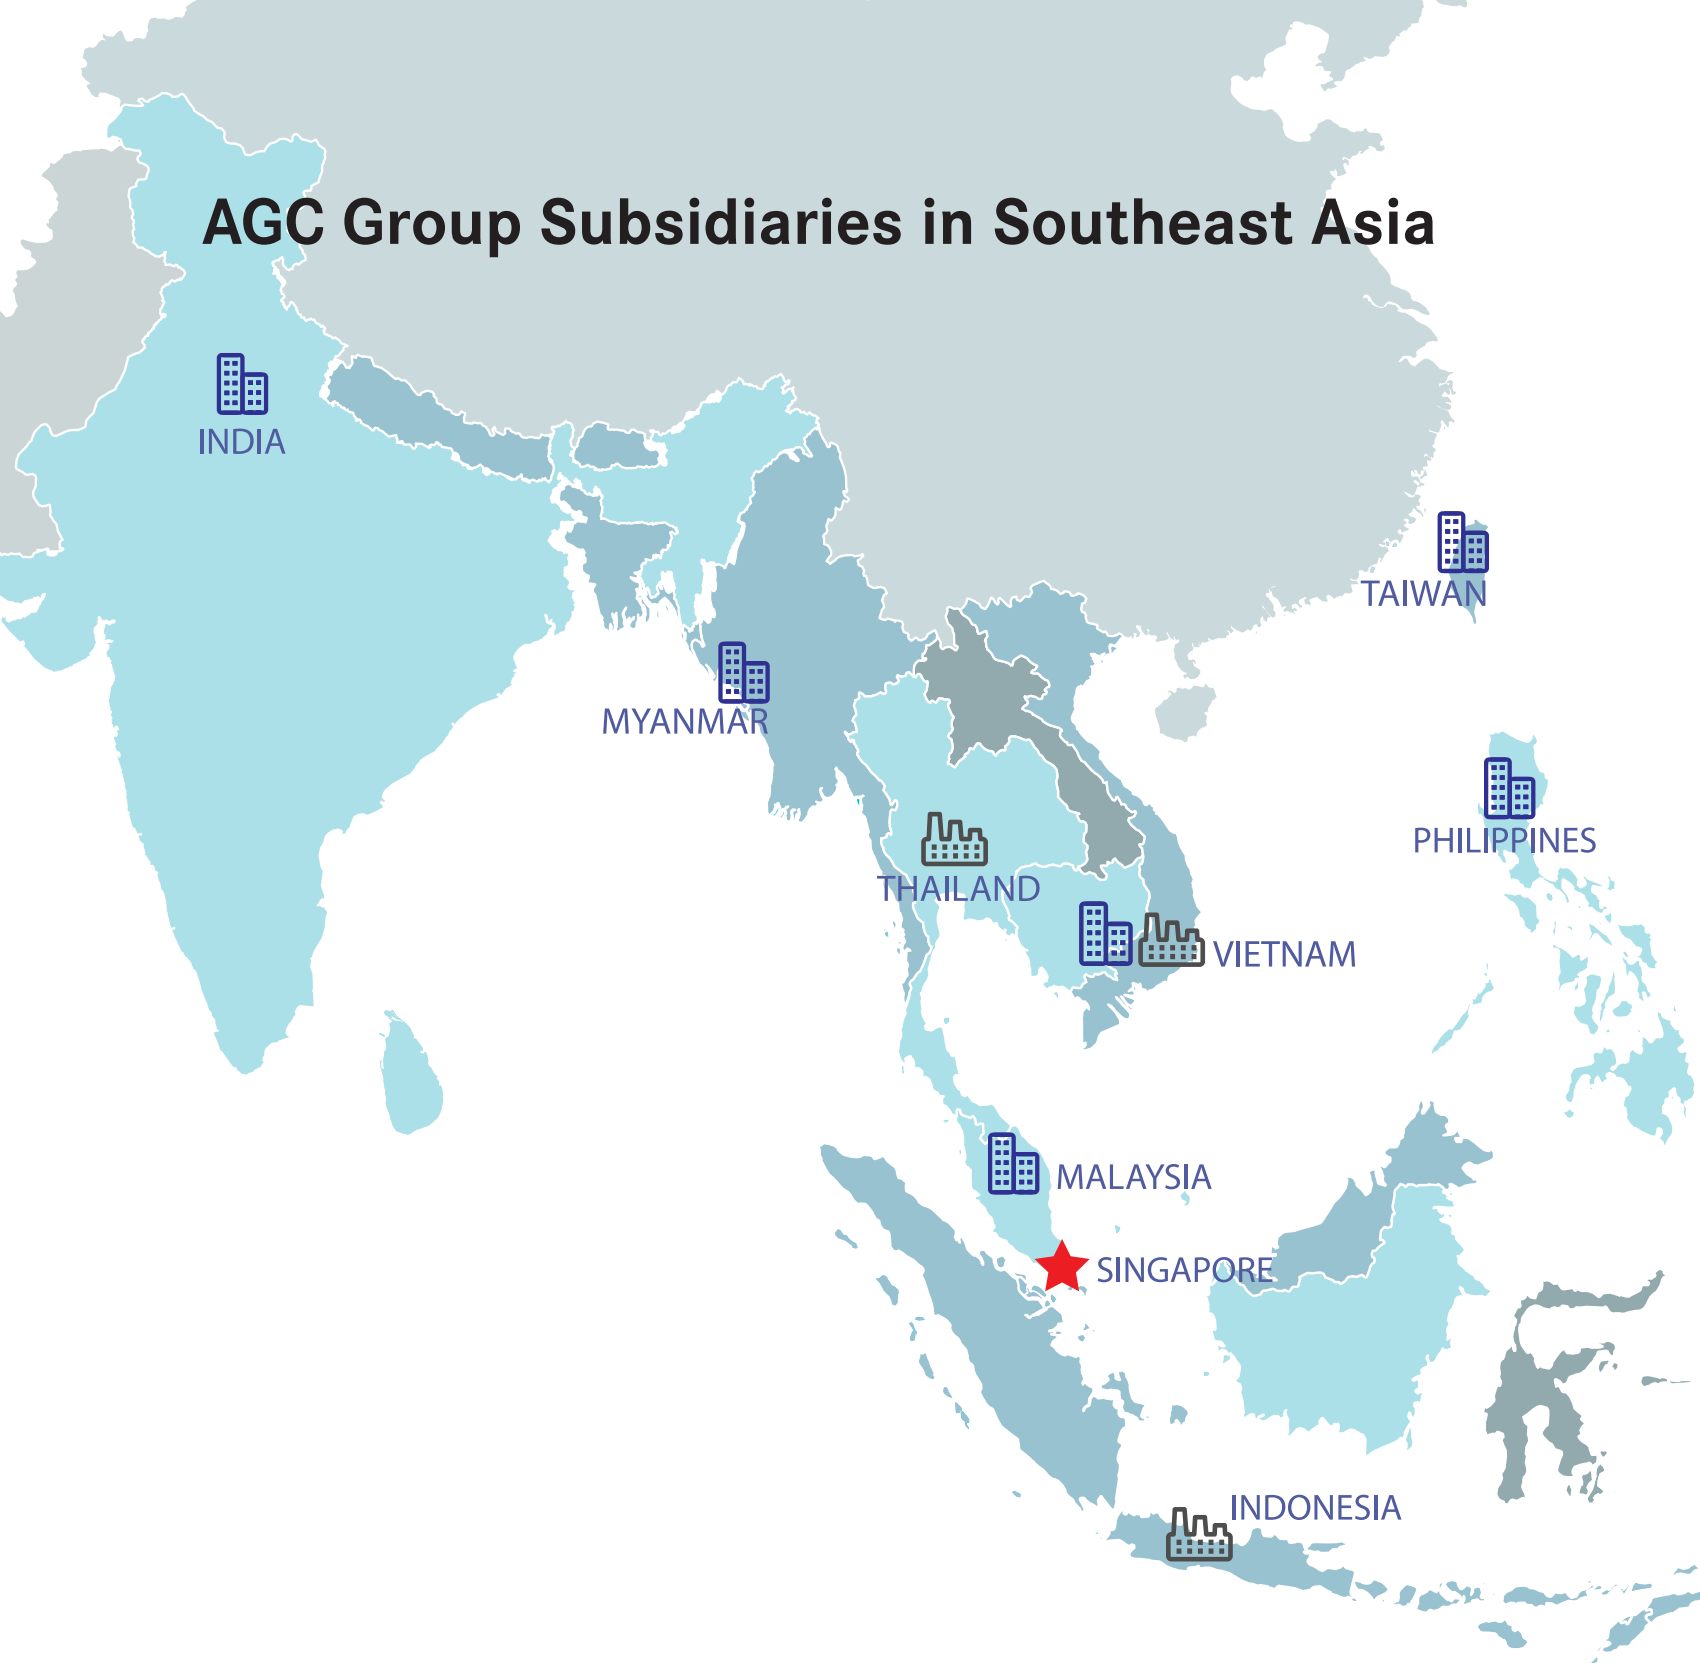 AGC Group Subsidiaries in Southeast Asia
INDIA
TAIWAN
MYANMAR
PHILIPPINES
THAILAND
VIETNAM
MALAYSIA
SINGAPORE
INDONESIA